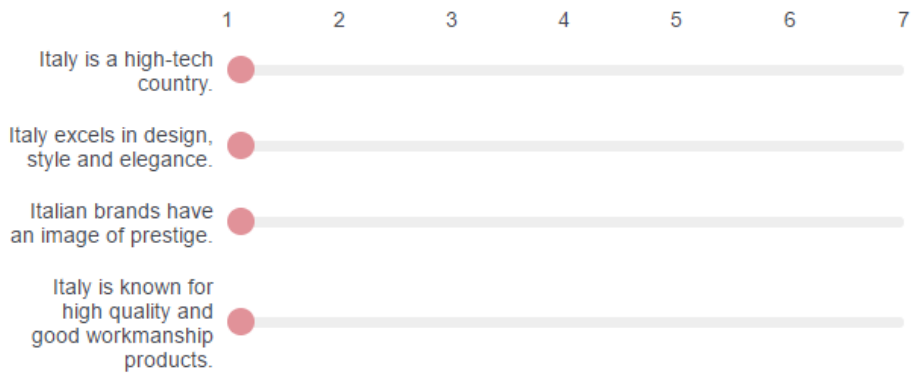 1 2 3 4 5 6 7
Italy is a high-tech
country.
Italy excels in design,
style and elegance.
Italian brands have
an image of prestige.
Italy is known for
high quality and
good workmanship
products.